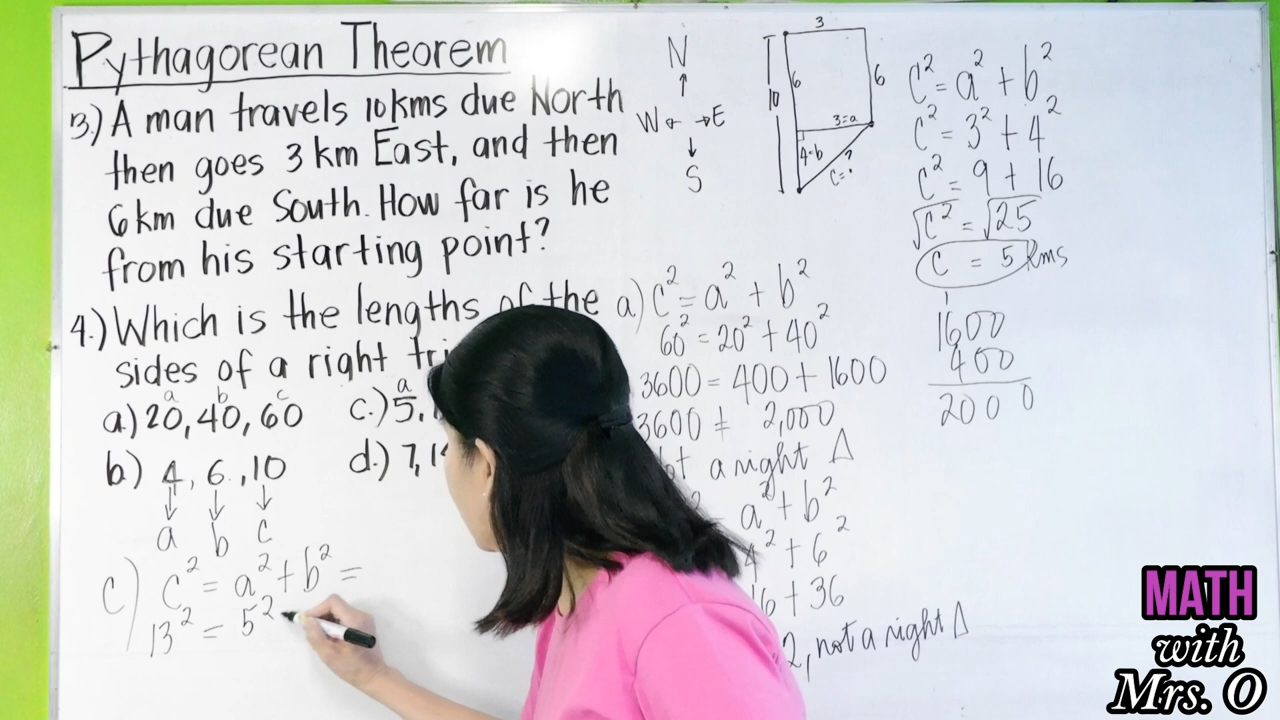 Pythagorean Theorem
3.) A man travels 10kms due North
then goes 3 km East, and then
6 km due South. How far is he
from his starting point?
4.) Which is the lengths of the
sides of a right
a b c
a.) 20, 40, 60
b.) 4, 6, 10
a b c
a
c.) 5,
d.) 7,
c) c² = a² + b² =
13² = 5²
N
W E
S
3
6
6
10
3=a
4=b
c=?
c² = a² + b²
c² = 3² + 4²
c² = 9 + 16
√c² = √25
c = 5 kms
a) c² = a² + b²
60² = 20² + 40²
3600 = 400 + 1600
3600 ≠ 2,000
a right △
a² + b²
4² + 6²
16 + 36
2, not a right △
1
1600
400
2000
MATH
with
Mrs. O